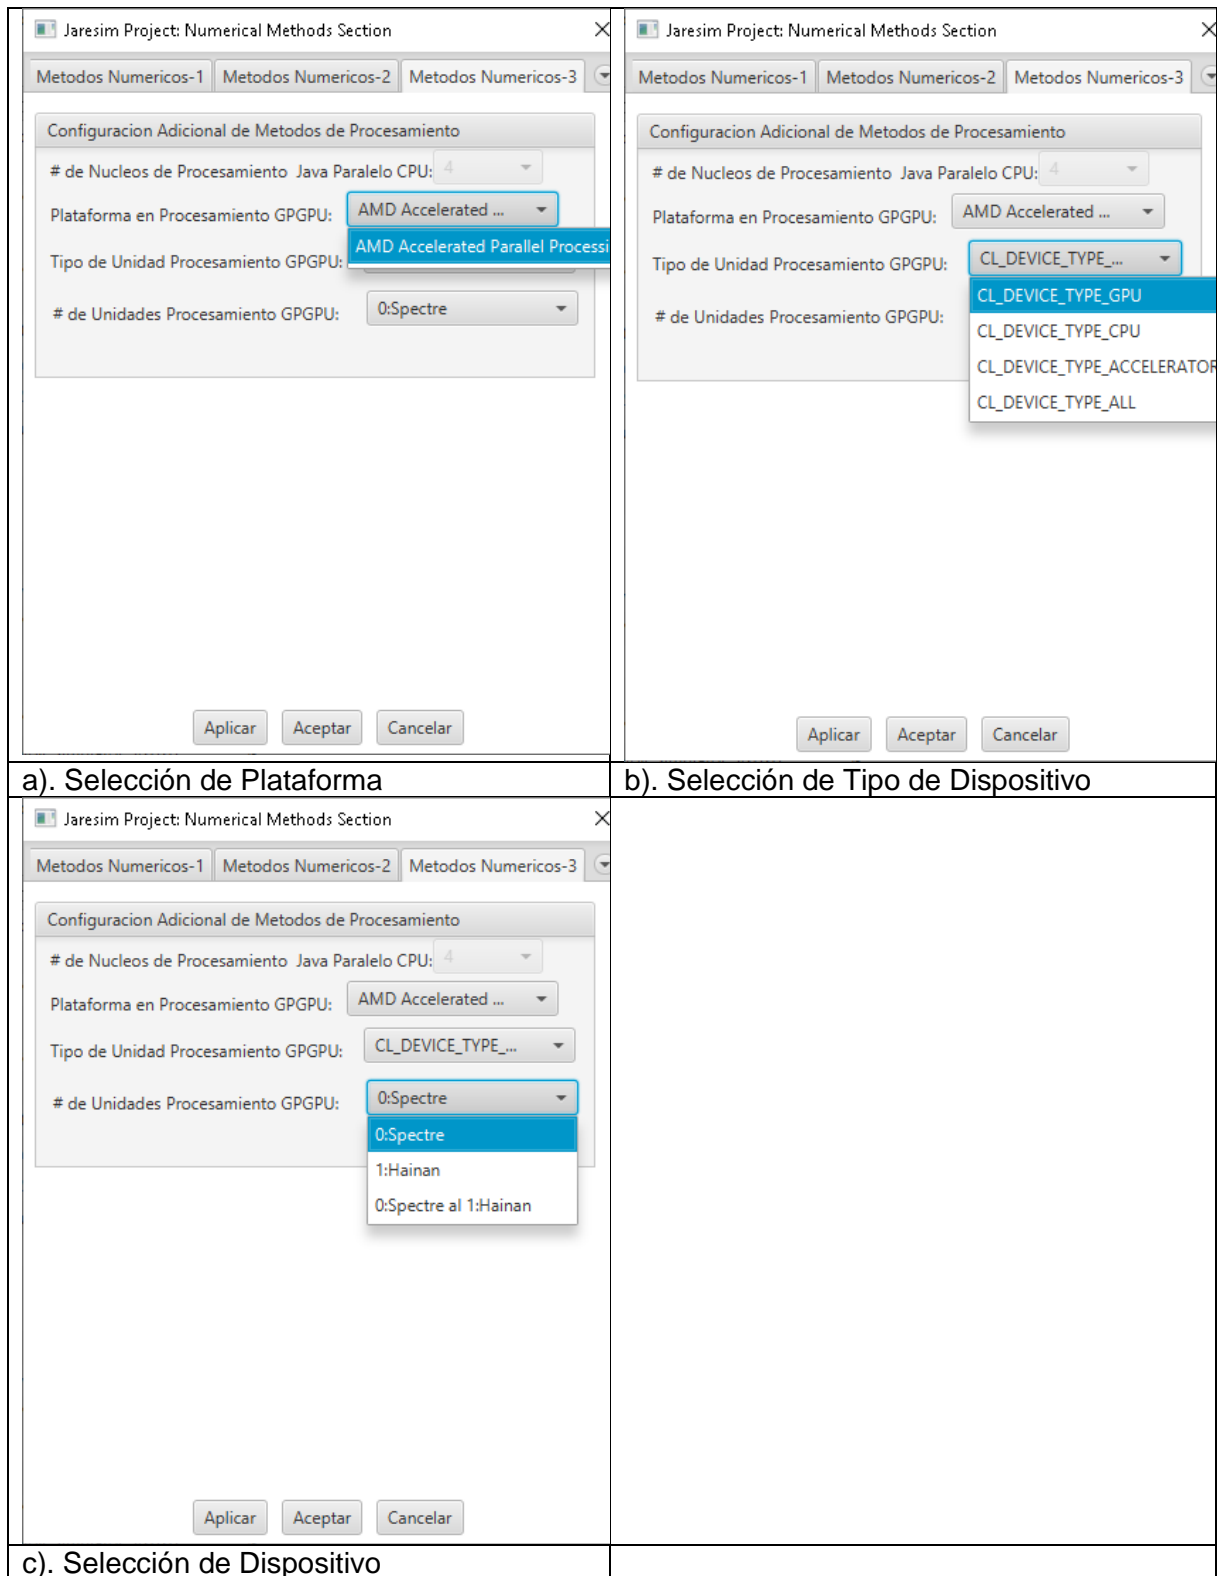 Jaresim Project: Numerical Methods Section
Metodos Numericos-1 Metodos Numericos-2 Metodos Numericos-3
Configuracion Adicional de Metodos de Procesamiento
# de Nucleos de Procesamiento Java Paralelo CPU: 4
Plataforma en Procesamiento GPGPU: AMD Accelerated ...
AMD Accelerated Parallel Processi
Tipo de Unidad Procesamiento GPGPU:
# de Unidades Procesamiento GPGPU: 0:Spectre
Aplicar Aceptar Cancelar
a). Selección de Plataforma
Jaresim Project: Numerical Methods Section
Metodos Numericos-1 Metodos Numericos-2 Metodos Numericos-3
Configuracion Adicional de Metodos de Procesamiento
# de Nucleos de Procesamiento Java Paralelo CPU: 4
Plataforma en Procesamiento GPGPU: AMD Accelerated ...
Tipo de Unidad Procesamiento GPGPU: CL_DEVICE_TYPE_...
CL_DEVICE_TYPE_GPU
# de Unidades Procesamiento GPGPU:
CL_DEVICE_TYPE_CPU
CL_DEVICE_TYPE_ACCELERATOR
CL_DEVICE_TYPE_ALL
Aplicar Aceptar Cancelar
b). Selección de Tipo de Dispositivo
Jaresim Project: Numerical Methods Section
Metodos Numericos-1 Metodos Numericos-2 Metodos Numericos-3
Configuracion Adicional de Metodos de Procesamiento
# de Nucleos de Procesamiento Java Paralelo CPU: 4
Plataforma en Procesamiento GPGPU: AMD Accelerated ...
Tipo de Unidad Procesamiento GPGPU: CL_DEVICE_TYPE_...
# de Unidades Procesamiento GPGPU: 0:Spectre
0:Spectre
1:Hainan
0:Spectre al 1:Hainan
Aplicar Aceptar Cancelar
c). Selección de Dispositivo